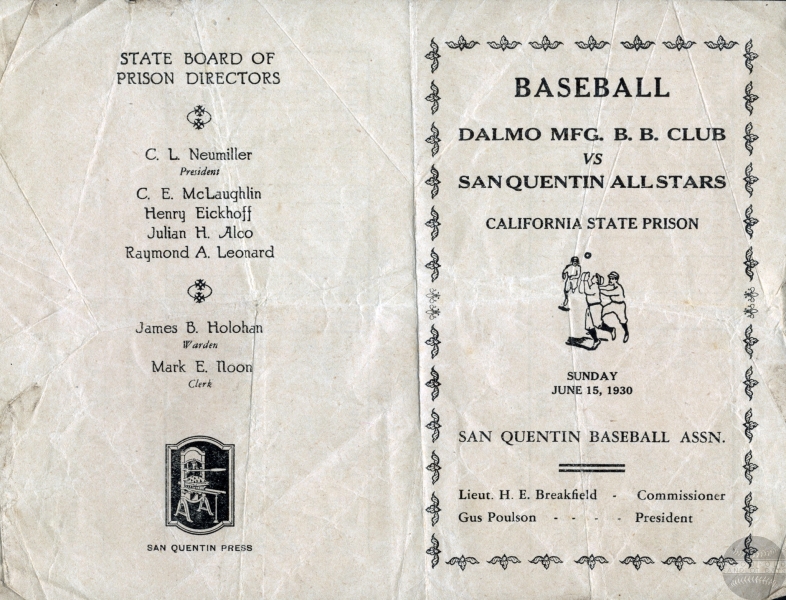 STATE BOARD OF
PRISON DIRECTORS
C. L. Neumiller
President
C. E. McLaughlin
Henry Eickhoff
Julian H. Alco
Raymond A. Leonard
James B. Holohan
Warden
Mark E. Noon
Clerk
SAN QUENTIN PRESS
BASEBALL
DALMO MFG. B. B. CLUB
VS
SAN QUENTIN ALL STARS
CALIFORNIA STATE PRISON
SUNDAY
JUNE 15, 1930
SAN QUENTIN BASEBALL ASSN.
Lieut. H. E. Breakfield - Commissioner
Gus Poulson - - - - President